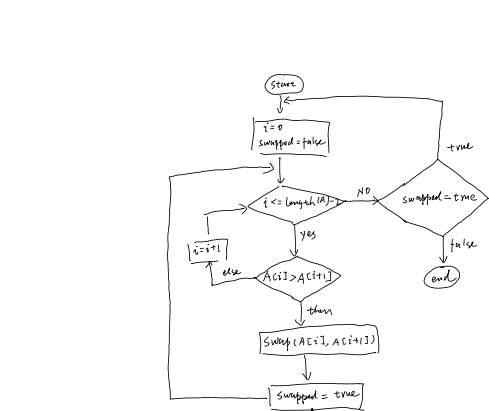 start
i=0
swapped=false
i<=length(A)-2
NO
swapped=true
true
false
end
yes
i=i+1
else
A[i]>A[i+1]
then
swap(A[i],A[i+1])
swapped = true